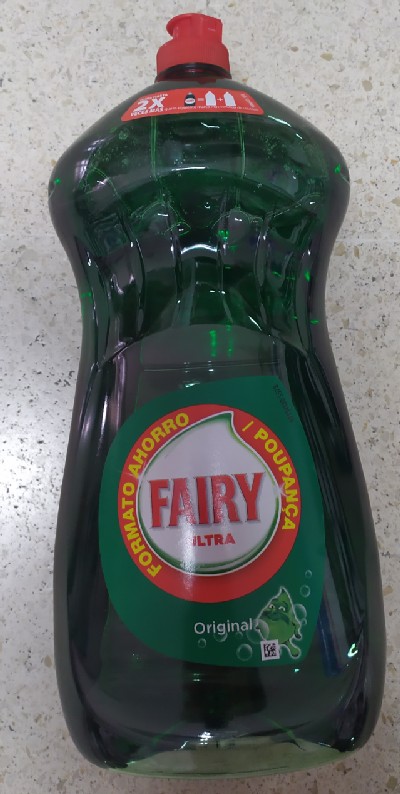 2X
FORMATO AHORRO
/ POUPANÇA
FAIRY
ULTRA
Original